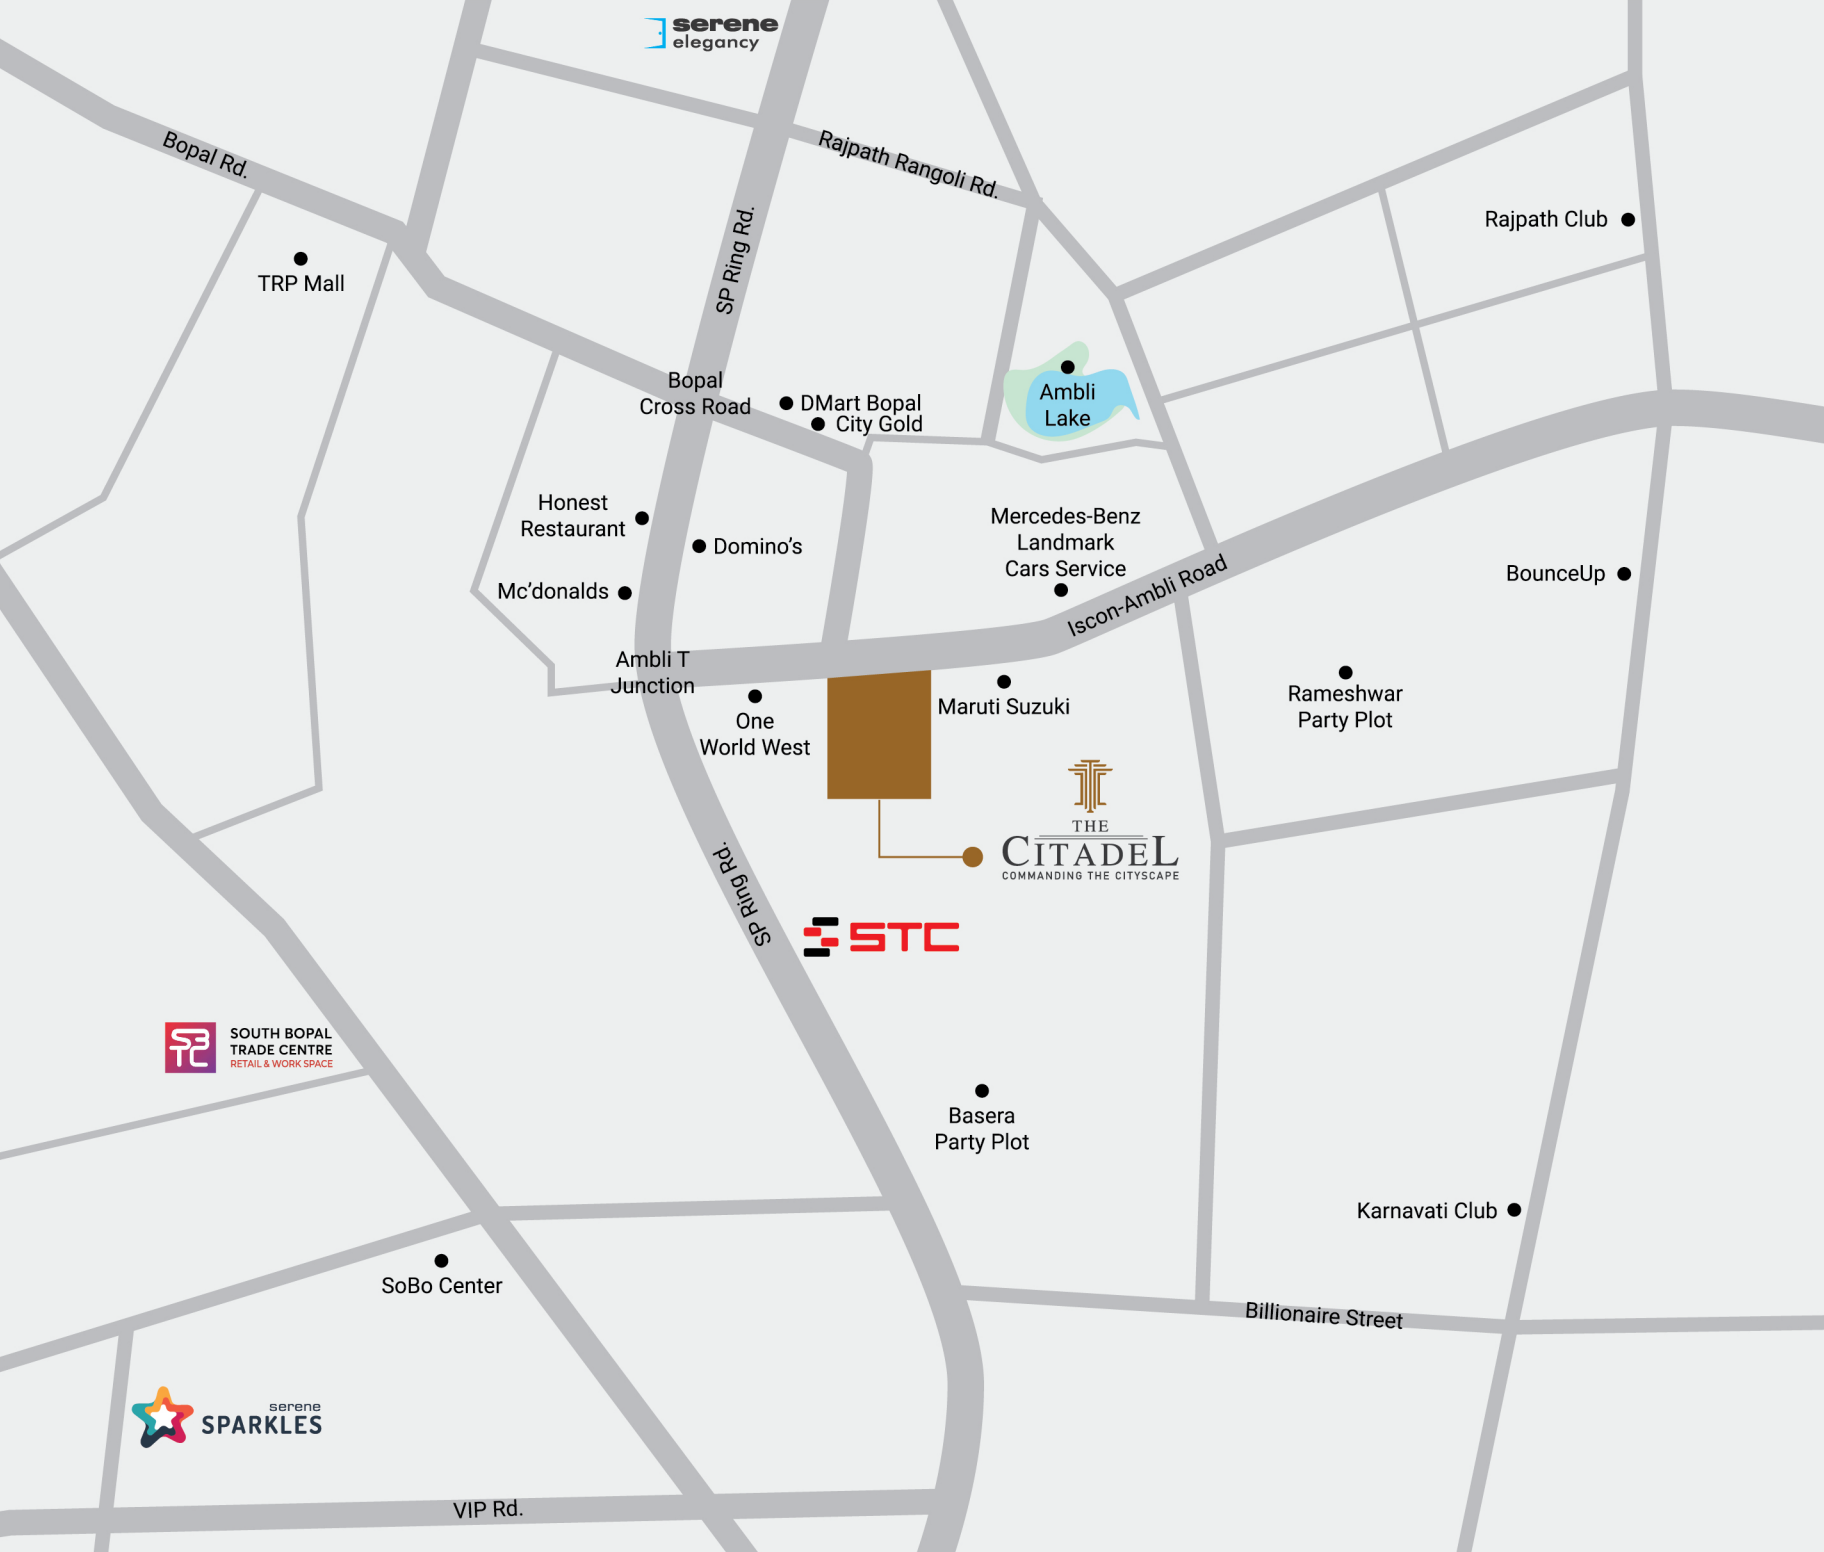 serene
elegancy
Bopal Rd.
Rajpath Rangoli Rd.
SP Ring Rd.
Rajpath Club
TRP Mall
Bopal
Cross Road
DMart Bopal
City Gold
Ambli
Lake
Honest
Restaurant
Domino’s
Mc’donalds
Mercedes-Benz
Landmark
Cars Service
Iscon-Ambli Road
BounceUp
Ambli T
Junction
One
World West
Maruti Suzuki
Rameshwar
Party Plot
THE
CITADEL
COMMANDING THE CITYSCAPE
SP Ring Rd.
STC
SBTC
SOUTH BOPAL
TRADE CENTRE
RETAIL & WORK SPACE
Basera
Party Plot
Karnavati Club
SoBo Center
Billionaire Street
serene
SPARKLES
VIP Rd.